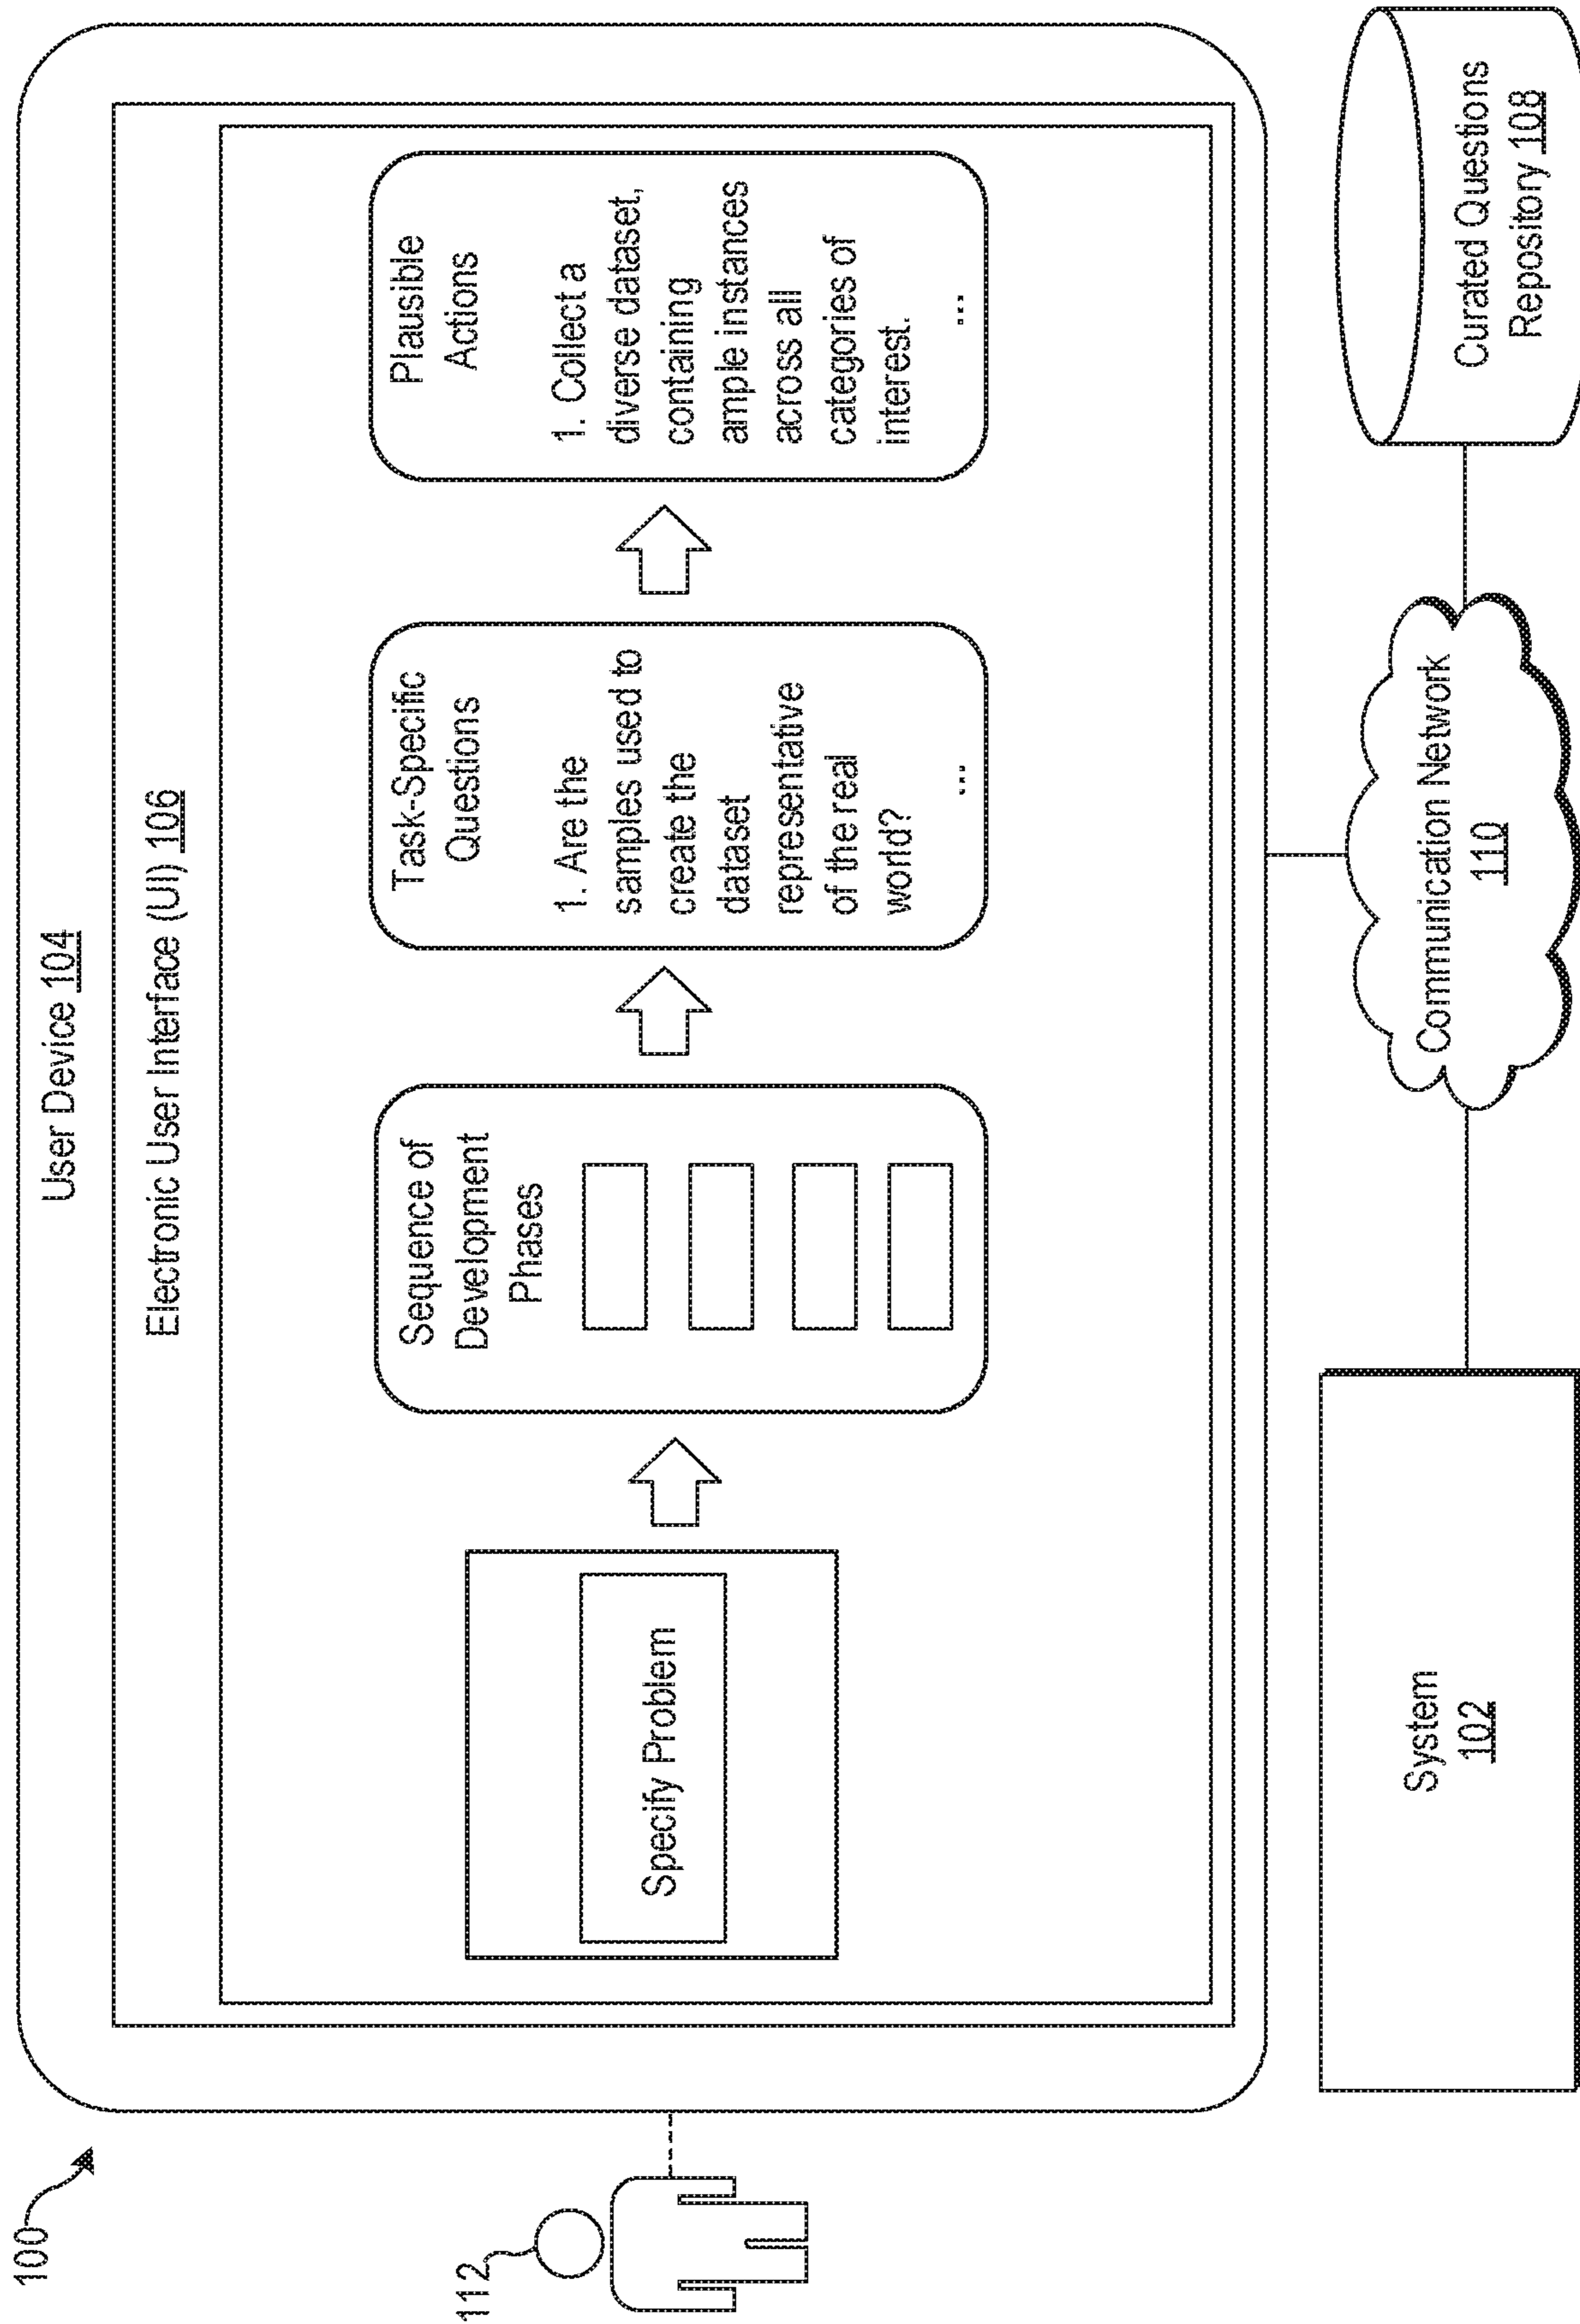 100
User Device 104
Electronic User Interface (UI) 106
112
Specify Problem
Sequence of
Development
Phases
Task-Specific
Questions
1. Are the
samples used to
create the
dataset
representative
of the real
world?
...
Plausible
Actions
1. Collect a
diverse dataset,
containing
ample instances
across all
categories of
interest.
...
System
102
Communication Network
110
Curated Questions
Repository 108